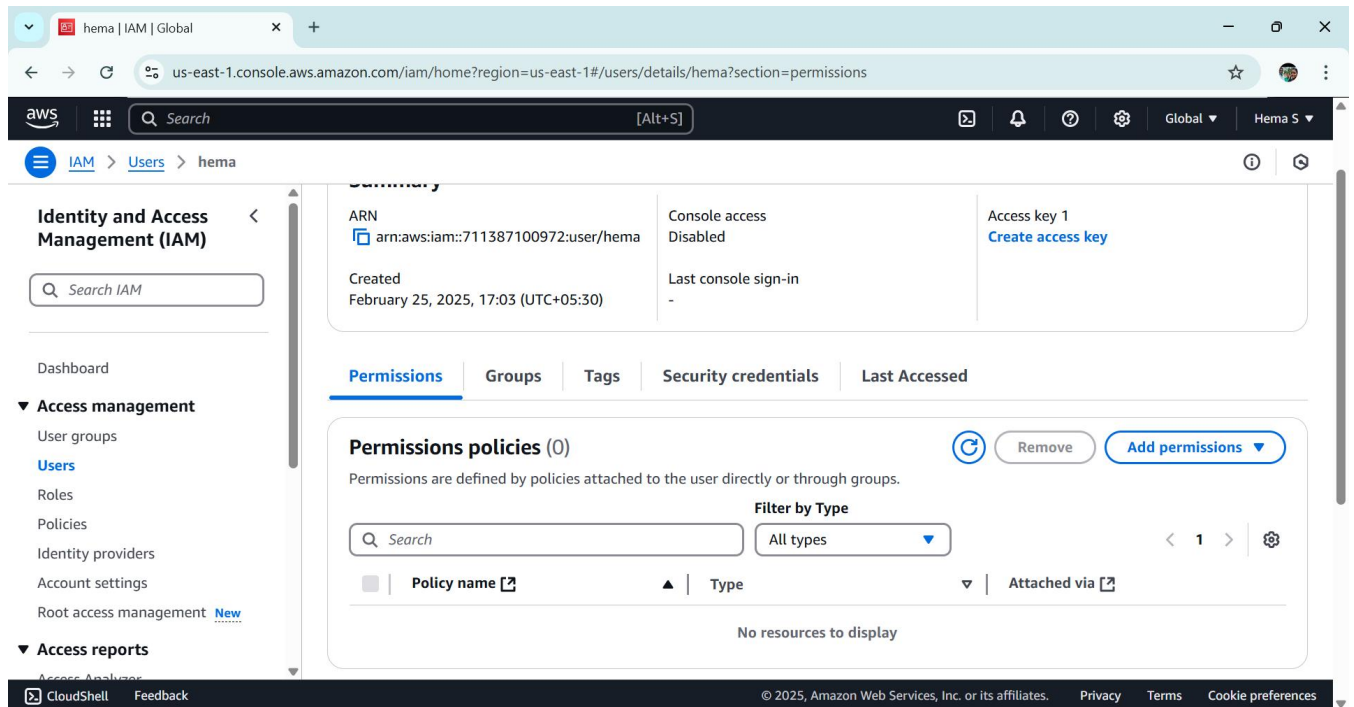 hema | IAM | Global
us-east-1.console.aws.amazon.com/iam/home?region=us-east-1#/users/details/hema?section=permissions
aws Search [Alt+S] Global Hema S
IAM > Users > hema
Identity and Access
Management (IAM)
Search IAM
Dashboard
Access management
User groups
Users
Roles
Policies
Identity providers
Account settings
Root access management New
Access reports
Access Analyzer
Summary
ARN
arn:aws:iam::711387100972:user/hema
Console access
Disabled
Access key 1
Create access key
Created
February 25, 2025, 17:03 (UTC+05:30)
Last console sign-in
-
Permissions Groups Tags Security credentials Last Accessed
Permissions policies (0)
Remove Add permissions
Permissions are defined by policies attached to the user directly or through groups.
Filter by Type
Search All types < 1 >
Policy name Type Attached via
No resources to display
CloudShell Feedback © 2025, Amazon Web Services, Inc. or its affiliates. Privacy Terms Cookie preferences